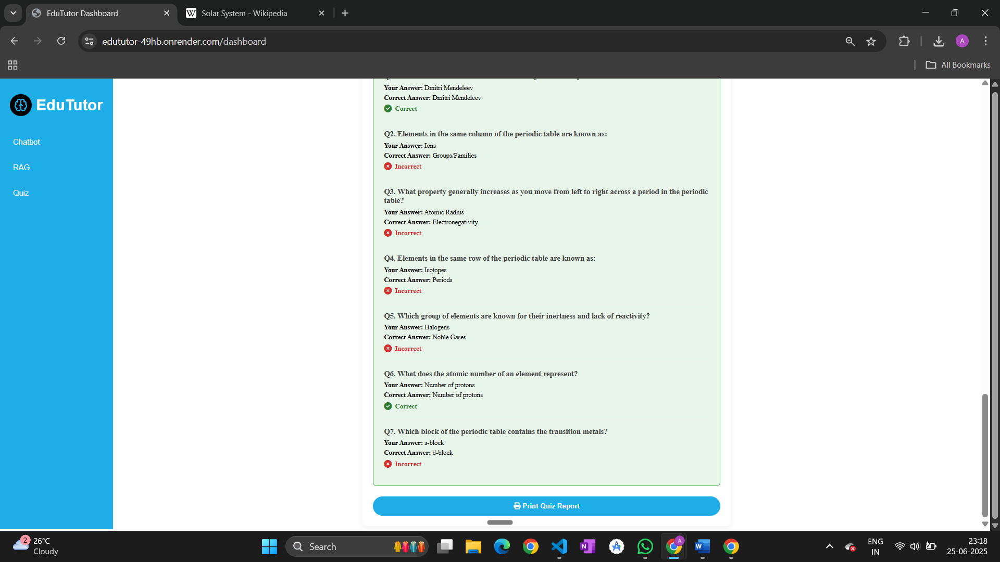 EduTutor Dashboard
W Solar System - Wikipedia
edututor-49hb.onrender.com/dashboard
A
All Bookmarks
EduTutor
Chatbot
RAG
Quiz
Your Answer: Dmitri Mendeleev
Correct Answer: Dmitri Mendeleev
Correct
Q2. Elements in the same column of the periodic table are known as:
Your Answer: Ions
Correct Answer: Groups/Families
Incorrect
Q3. What property generally increases as you move from left to right across a period in the periodic
table?
Your Answer: Atomic Radius
Correct Answer: Electronegativity
Incorrect
Q4. Elements in the same row of the periodic table are known as:
Your Answer: Isotopes
Correct Answer: Periods
Incorrect
Q5. Which group of elements are known for their inertness and lack of reactivity?
Your Answer: Halogens
Correct Answer: Noble Gases
Incorrect
Q6. What does the atomic number of an element represent?
Your Answer: Number of protons
Correct Answer: Number of protons
Correct
Q7. Which block of the periodic table contains the transition metals?
Your Answer: s-block
Correct Answer: d-block
Incorrect
Print Quiz Report
2
26°C
Cloudy
Search
N
A
W
ENG
IN
23:18
25-06-2025